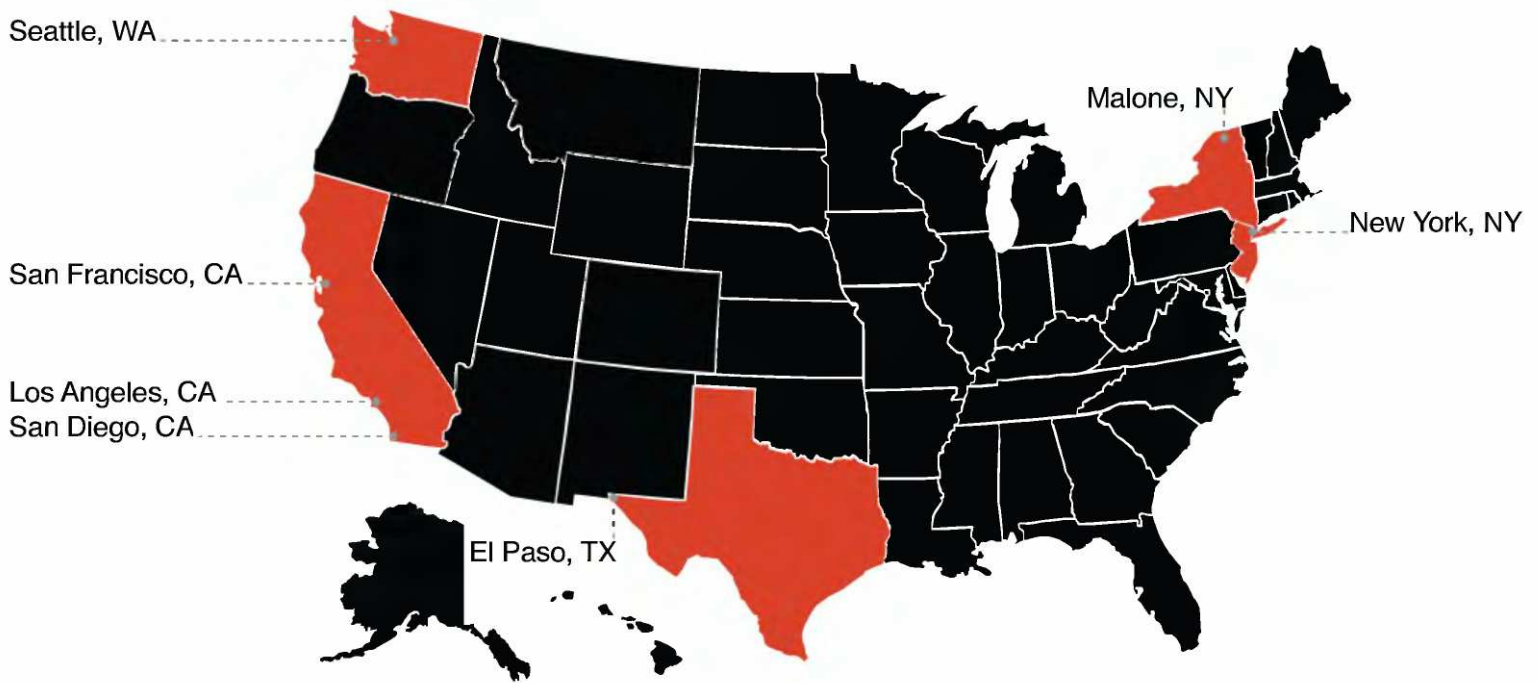 Seattle, WA
Malone, NY
New York, NY
San Francisco, CA
Los Angeles, CA
San Diego, CA
El Paso, TX